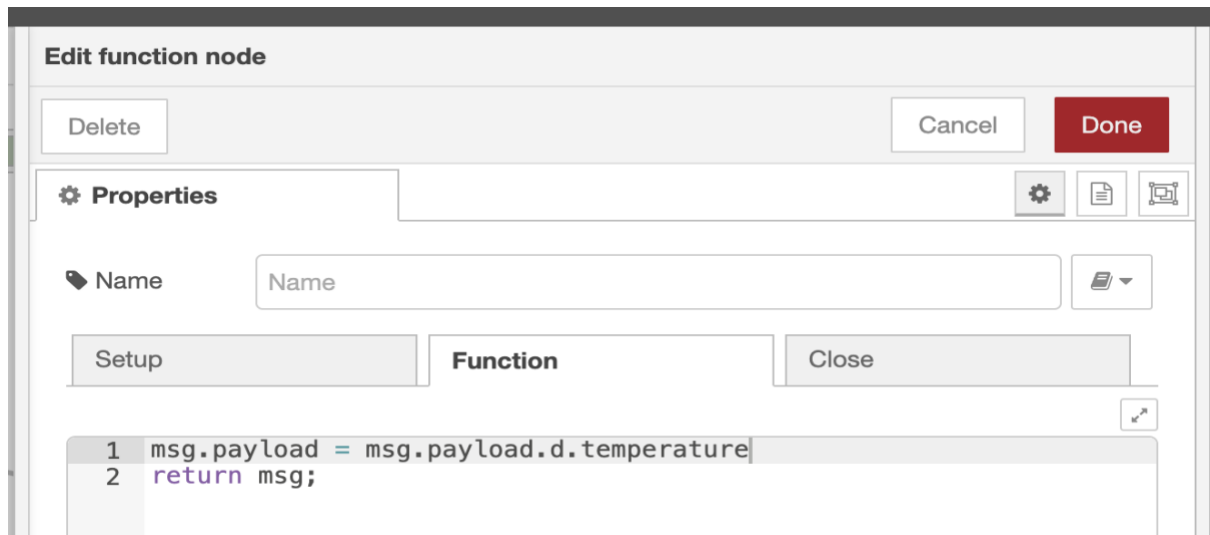 Edit function node
Delete Cancel Done
Properties
Name Name
Setup Function Close
1 msg.payload = msg.payload.d.temperature
2 return msg;